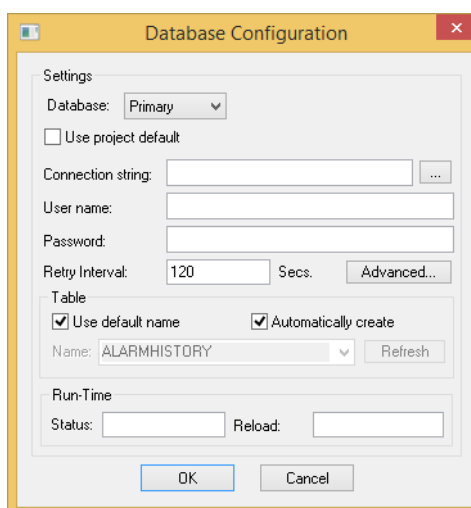 Database Configuration
Settings
Database: Primary
Use project default
Connection string: ...
User name:
Password:
Retry Interval: 120 Secs. Advanced...
Table
Use default name Automatically create
Name: ALARMHISTORY Refresh
Run-Time
Status: Reload:
OK Cancel